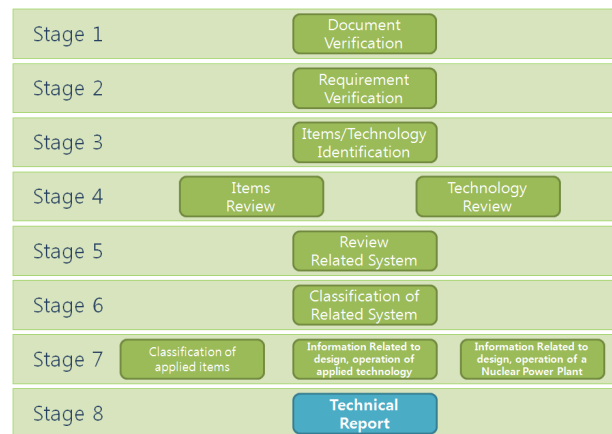 Stage 1
Document
Verification
Stage 2
Requirement
Verification
Stage 3
Items/Technology
Identification
Stage 4
Items
Review
Technology
Review
Stage 5
Review
Related System
Stage 6
Classification of
Related System
Stage 7
Classification of
applied items
Information Related to
design, operation of
applied technology
Information Related to
design, operation of a
Nuclear Power Plant
Stage 8
Technical
Report